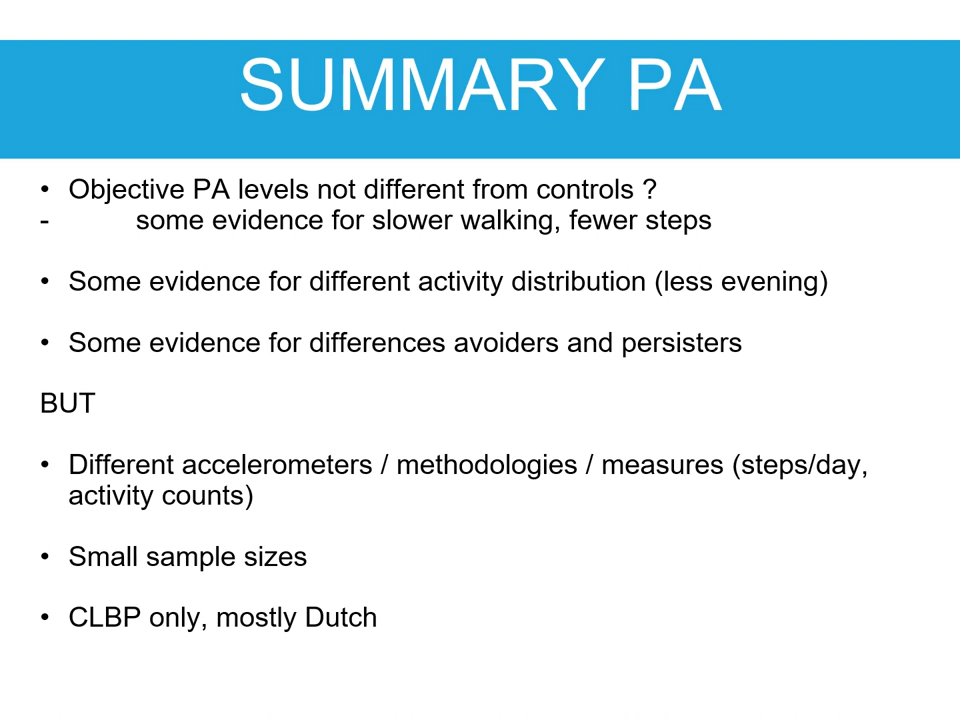 SUMMARY PA
• Objective PA levels not different from controls ?
- some evidence for slower walking, fewer steps
• Some evidence for different activity distribution (less evening)
• Some evidence for differences avoiders and persisters
BUT
• Different accelerometers / methodologies / measures (steps/day,
activity counts)
• Small sample sizes
• CLBP only, mostly Dutch